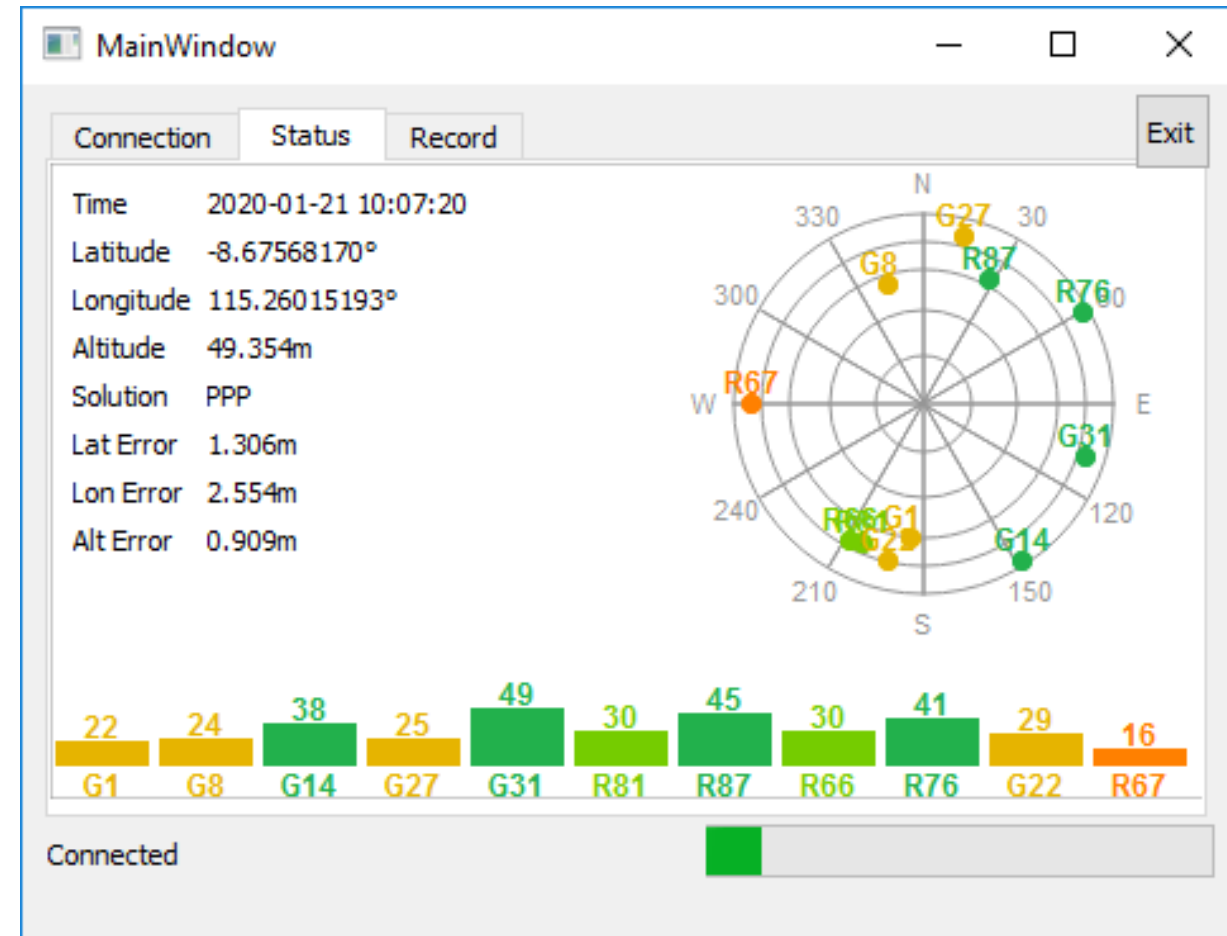 MainWindow
Connection Status Record Exit
Time 2020-01-21 10:07:20
Latitude -8.67568170°
Longitude 115.26015193°
Altitude 49.354m
Solution PPP
Lat Error 1.306m
Lon Error 2.554m
Alt Error 0.909m
N
330 G27 30
G8 R87
300 R76
R67
W E
G31
240 120
R66 G1
G22 G14
210 150
S
22 24 38 25 49 30 45 30 41 29 16
G1 G8 G14 G27 G31 R81 R87 R66 R76 G22 R67
Connected